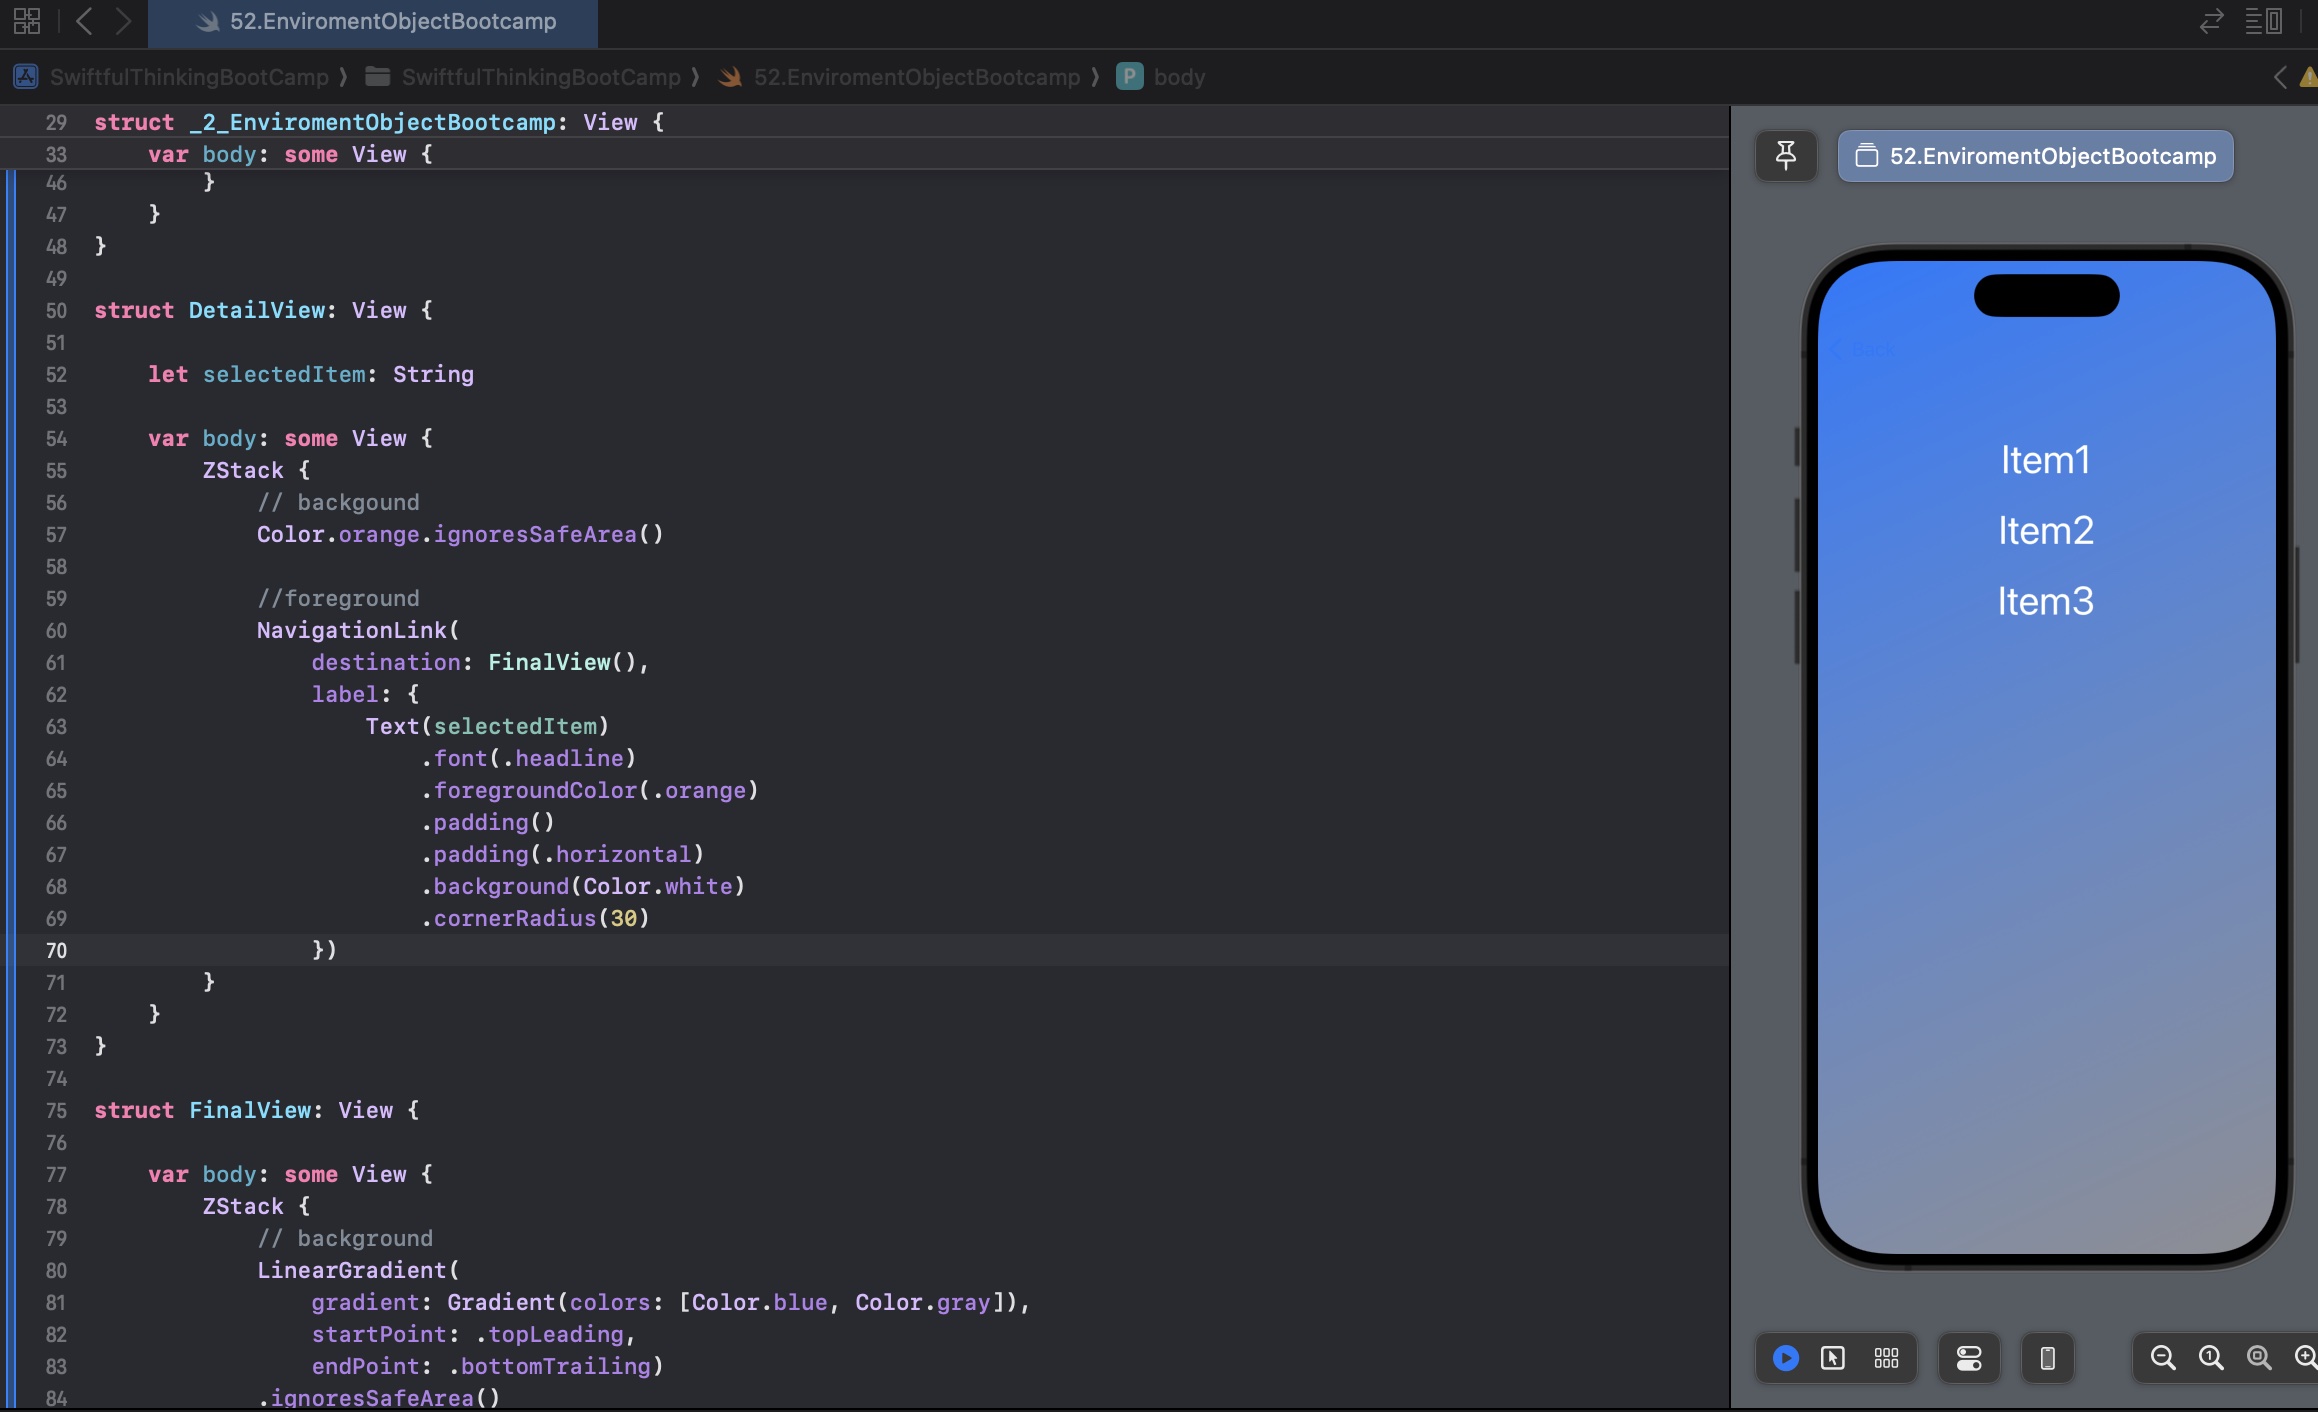 52.EnviromentObjectBootcamp
SwiftfulThinkingBootCamp ⟩ SwiftfulThinkingBootCamp ⟩ 52.EnviromentObjectBootcamp ⟩ P body
29 struct _2_EnviromentObjectBootcamp: View {
33 var body: some View {
46 }
47 }
48 }
49
50 struct DetailView: View {
51
52 let selectedItem: String
53
54 var body: some View {
55 ZStack {
56 // backgound
57 Color.orange.ignoresSafeArea()
58
59 //foreground
60 NavigationLink(
61 destination: FinalView(),
62 label: {
63 Text(selectedItem)
64 .font(.headline)
65 .foregroundColor(.orange)
66 .padding()
67 .padding(.horizontal)
68 .background(Color.white)
69 .cornerRadius(30)
70 })
71 }
72 }
73 }
74
75 struct FinalView: View {
76
77 var body: some View {
78 ZStack {
79 // background
80 LinearGradient(
81 gradient: Gradient(colors: [Color.blue, Color.gray]),
82 startPoint: .topLeading,
83 endPoint: .bottomTrailing)
84 .ignoresSafeArea()
52.EnviromentObjectBootcamp
Back
Item1
Item2
Item3